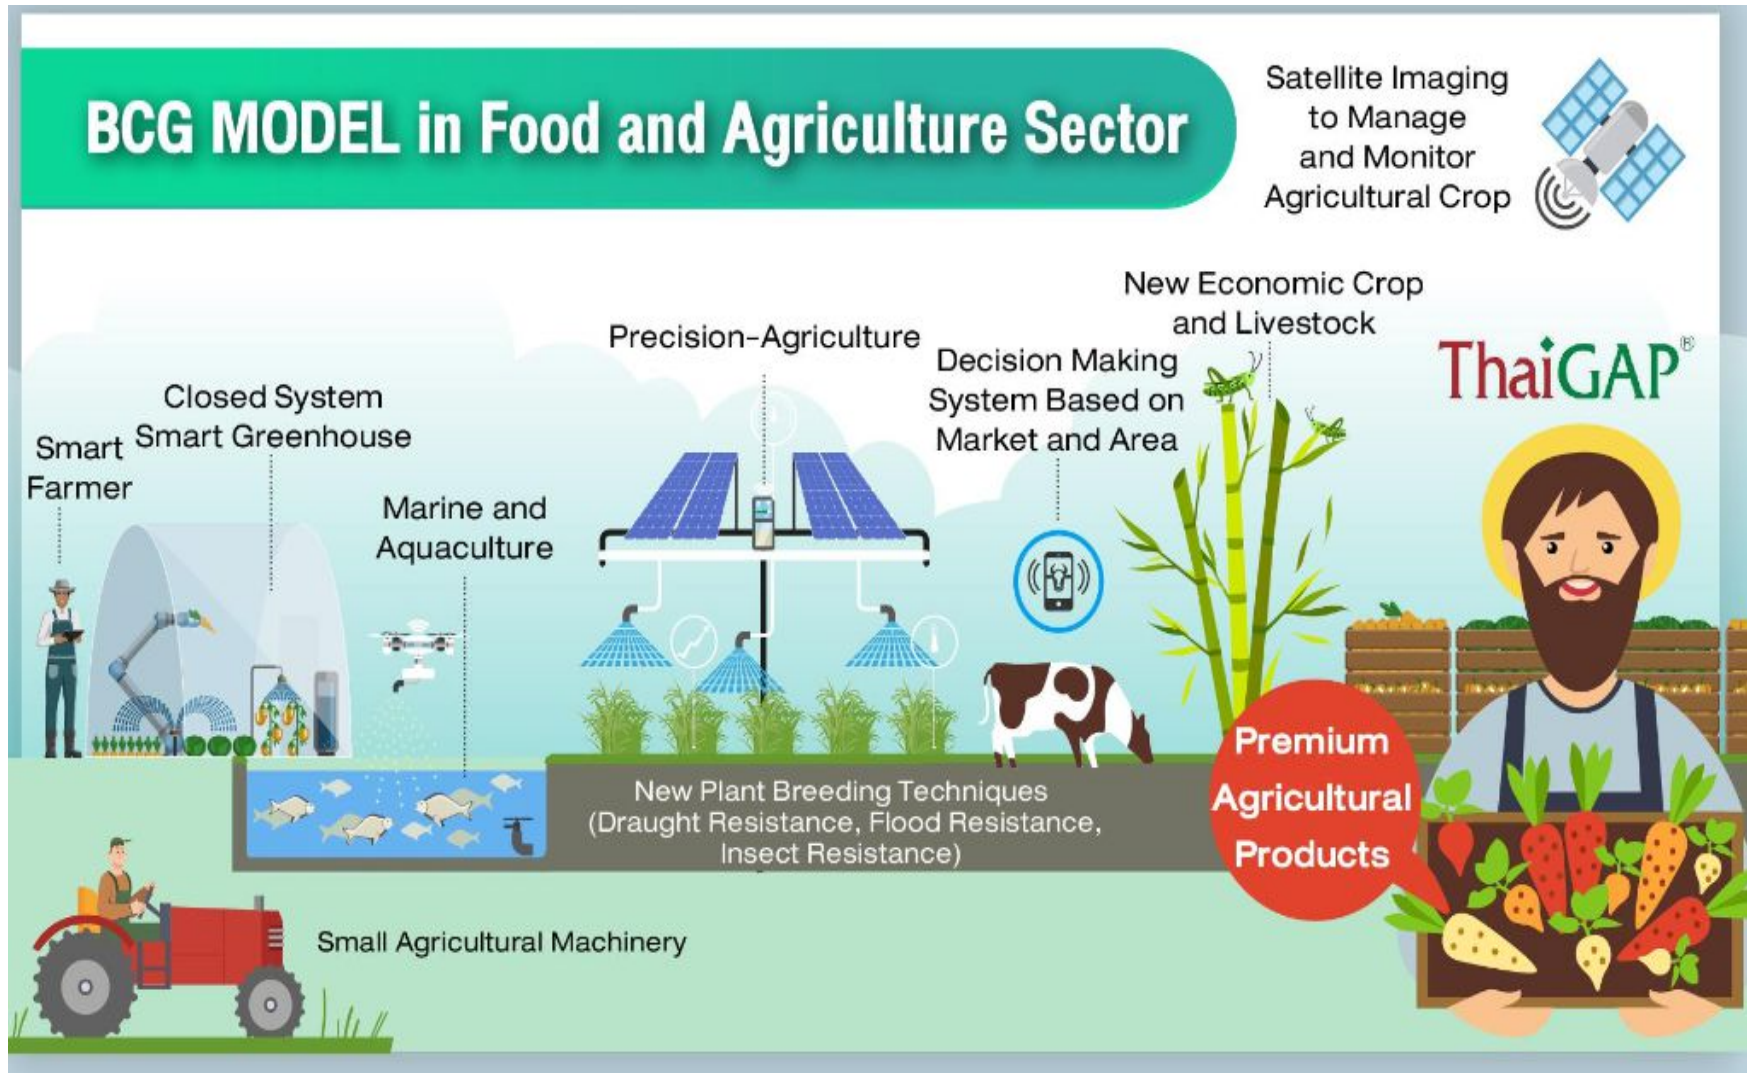 BCG MODEL in Food and Agriculture Sector
Satellite Imaging
to Manage
and Monitor
Agricultural Crop
New Economic Crop
and Livestock
Precision-Agriculture
Decision Making
System Based on
Market and Area
ThaiGAP®
Closed System
Smart Greenhouse
Smart
Farmer
Marine and
Aquaculture
New Plant Breeding Techniques
(Draught Resistance, Flood Resistance,
Insect Resistance)
Premium
Agricultural
Products
Small Agricultural Machinery